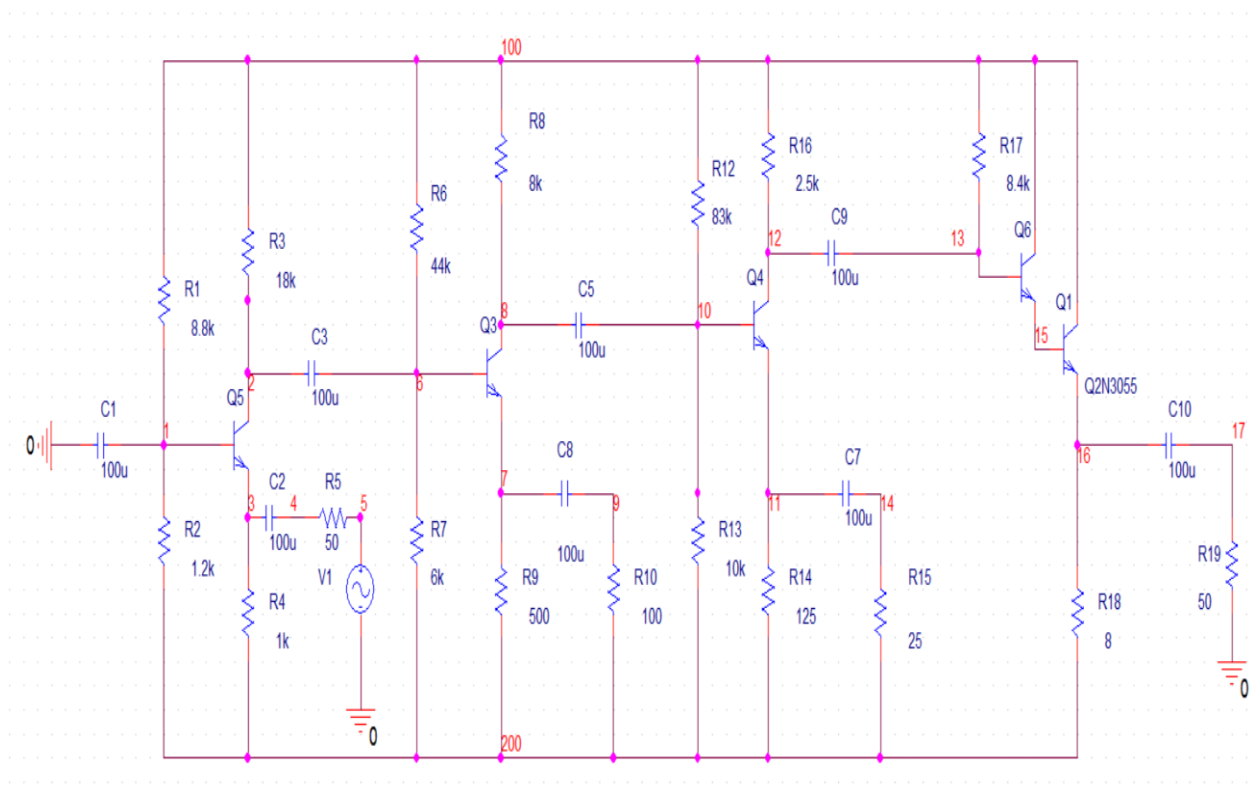 100
R8
8k
R16
2.5k
R17
8.4k
R12
83k
R6
44k
R3
18k
C9
100u
12
13
Q6
Q4
R1
8.8k
C5
100u
8
10
Q3
Q1
15
C3
100u
2
6
Q5
Q2N3055
C1
100u
0
1
C10
100u
17
16
C2
R5
3
4
5
100u
50
C8
100u
7
9
C7
100u
11
14
R2
1.2k
V1
R7
6k
R13
10k
R4
1k
R9
500
R10
100
R14
125
R15
25
R19
50
R18
8
0
0
200